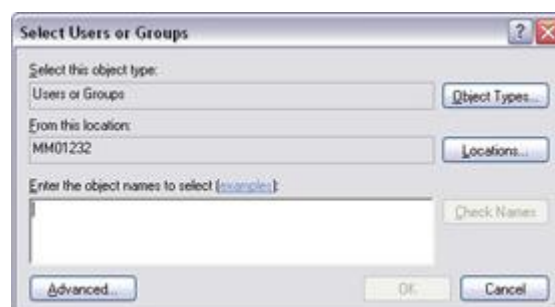 Select Users or Groups
Select this object type:
Users or Groups
Object Types...
From this location:
MM01232
Locations...
Enter the object names to select (examples):
Check Names
Advanced...
OK
Cancel